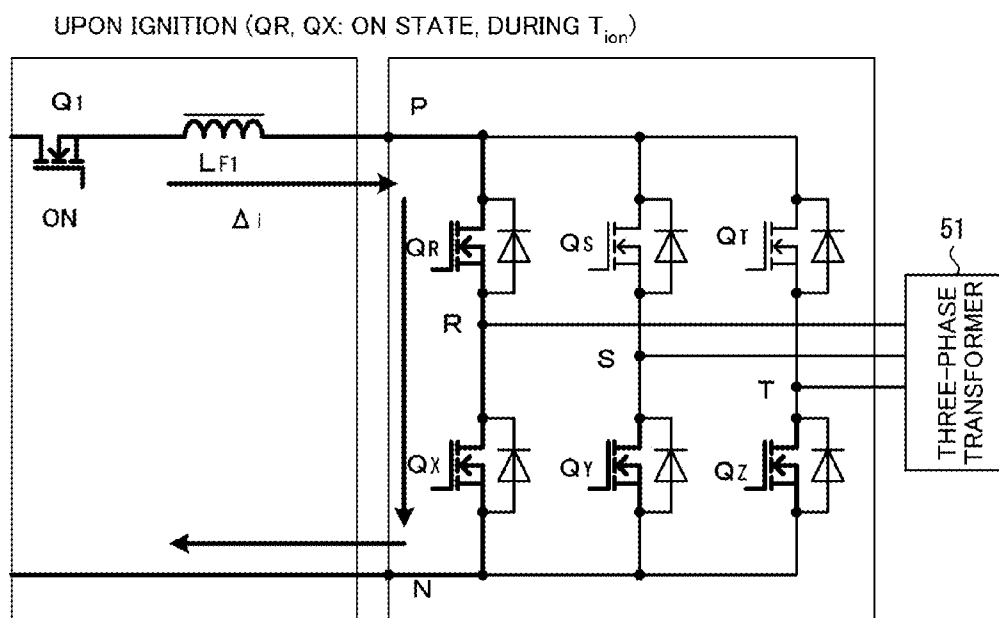 UPON IGNITION (QR, QX: ON STATE, DURING Tion)
Q1
P
LF1
ON
Δi
QR
QS
QT
51
R
S
T
THREE-PHASE
TRANSFORMER
QX
QY
QZ
N